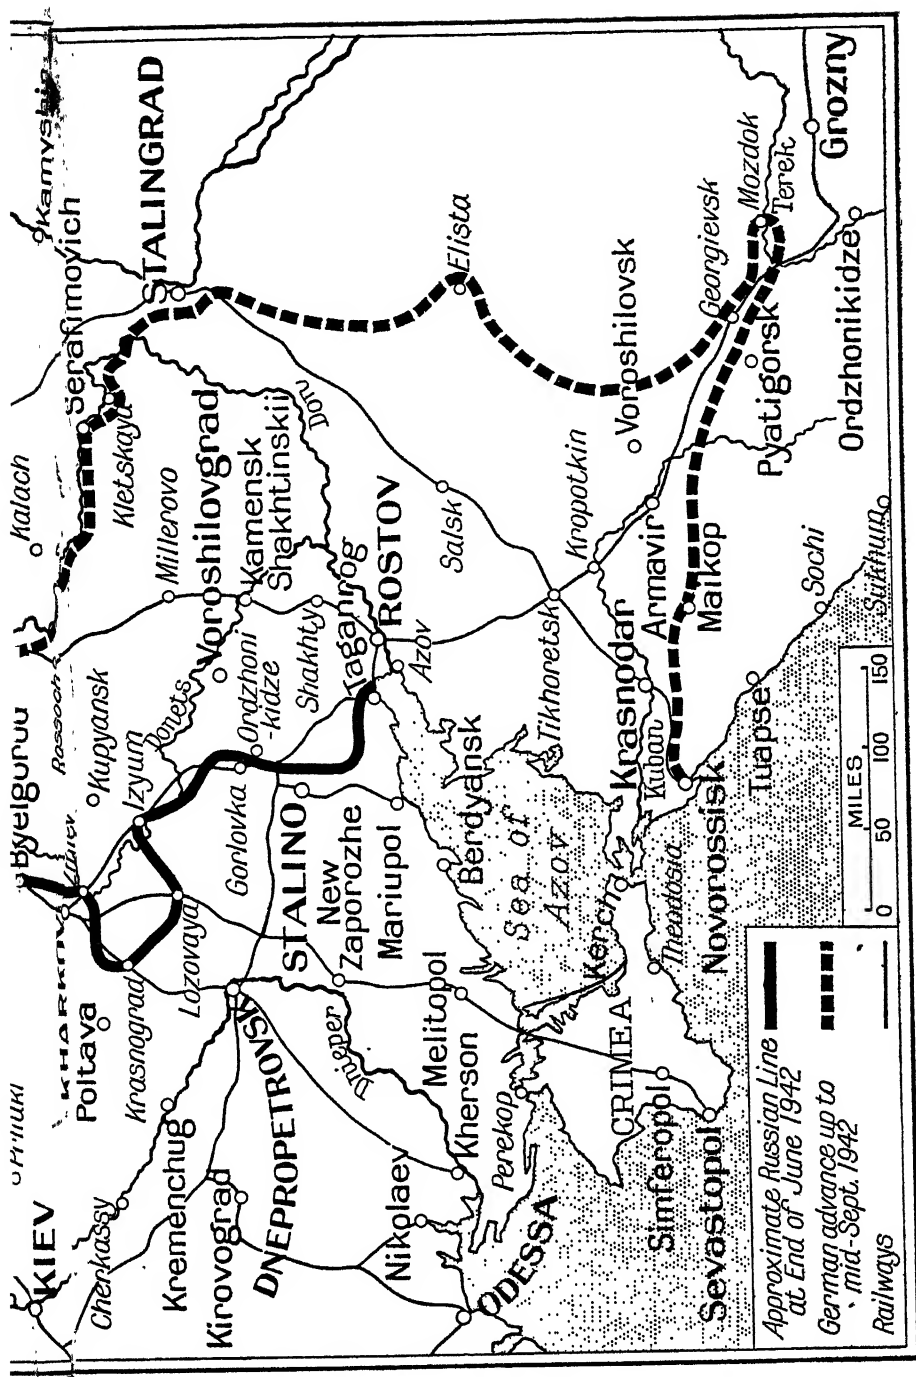 KIEV
Kalach
Kamyshin
Serafimovich
STALINGRAD
Kletskaya
Millerovo
Voroshilovgrad
Kamensk
Shakhtinskij
Don
Kupyansk
Izyum
Donets
Ordzhoni
-kidze
Shakhty
Taganrog
ROSTOV
Azov
Salsk
Elista
Poltava
Krasnograd
Lozovaya
Gorlovka
STALINO
New
Zaporozhe
Mariupol
Berdyansk
Sea of
Azov
Cherkassy
Kremenchug
Kirovograd
DNEPROPETROVSK
Dnieper
Melitopol
Nikolaev
Kherson
Perekop
ODESSA
CRIMEA
Simferopol
Sevastopol
Kerch
Theodosia
Tikhoretsk
Kropotkin
Voroshilovsk
Krasnodar
Kuban
Armavir
Maikop
Georgievsk
Mozdok
Terek
Pyatigorsk
Grozny
Ordzhonikidze
Novorossisk
Tuapse
Sochi
Sukhum
Approximate Russian Line
at End of June 1942
German advance up to
mid-Sept. 1942
Railways
MILES
0 50 100 150